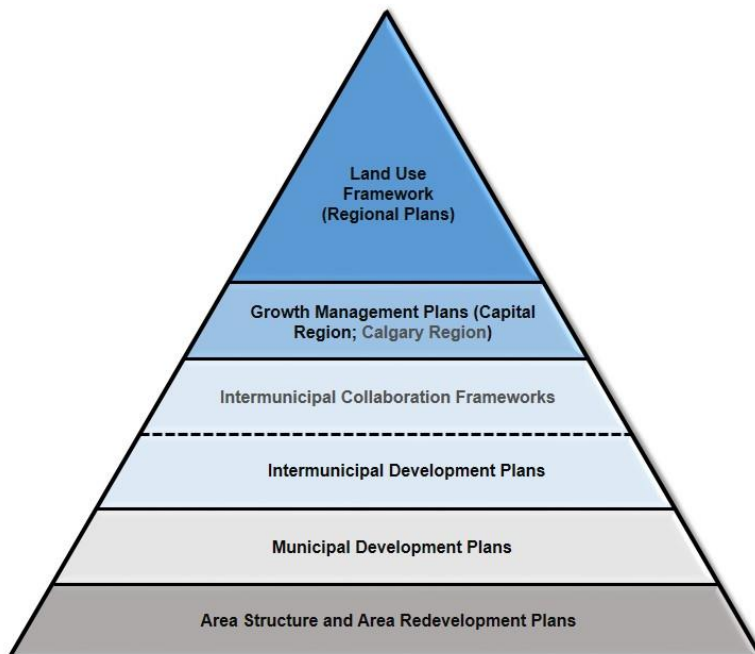 Land Use
Framework
(Regional Plans)
Growth Management Plans (Capital
Region; Calgary Region)
Intermunicipal Collaboration Frameworks
Intermunicipal Development Plans
Municipal Development Plans
Area Structure and Area Redevelopment Plans